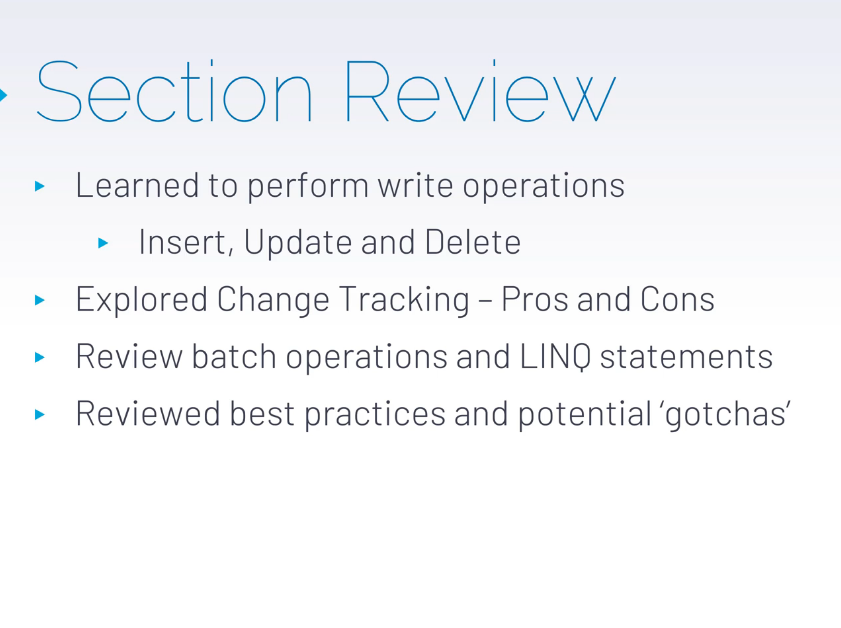 Section Review
Learned to perform write operations
Insert, Update and Delete
Explored Change Tracking – Pros and Cons
Review batch operations and LINQ statements
Reviewed best practices and potential ‘gotchas’